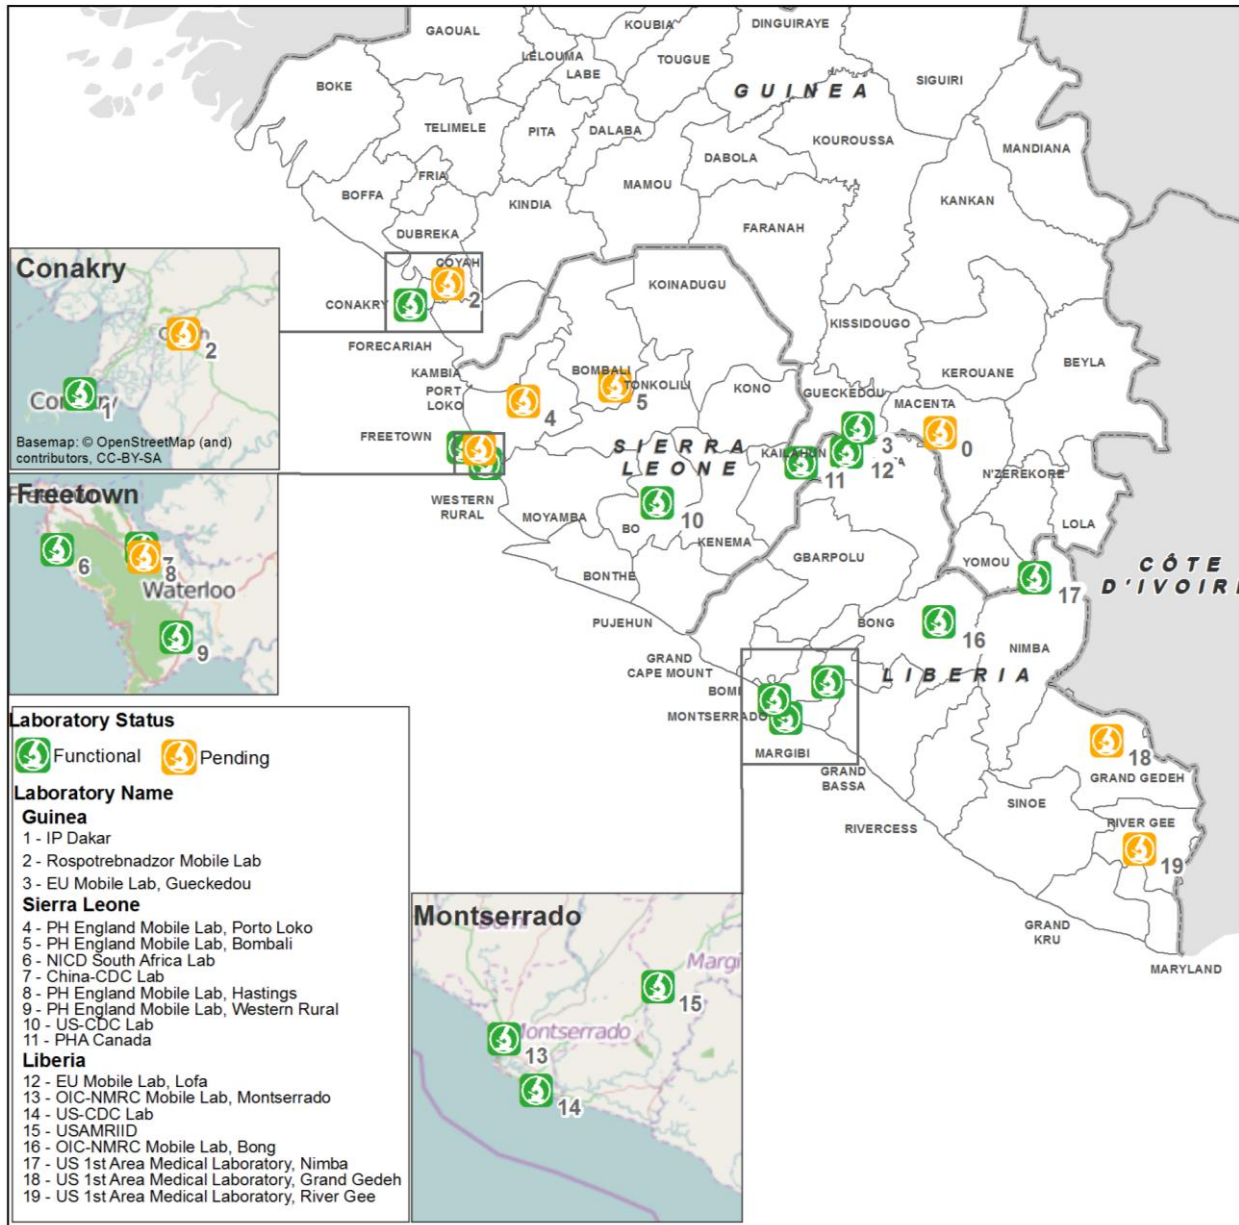 GAOUAL
KOUBIA
DINGUIRAYE
LELOUMA
LABE
TOUGUE
SIGUIRI
BOKE
GUINEA
TELIMELE
PITA
DALABA
KOUROUSSA
MANDIANA
DABOLA
FRIA
BOFFA
MAMOU
KANKAN
KINDIA
FARANAH
DUBREKA
COYAH
KOINADUGU
CONAKRY
2
KISSIDOUGO
FORECARIAH
BEYLA
KAMBIA
BOMBALI
KEROUANE
PORT
LOKO
TONKOLILI
KONO
GUECKEDOU
MACENTA
4
5
FREETOWN
SIERRA
LEONE
KAILAHUN
3
0
11
12
N'ZEREKORE
WESTERN
RURAL
MOYAMBA
BO
10
LOLA
KENEMA
GBARPOLU
YOMOU
CÔTE
D'IVOIRE
BONTHE
17
PUJEHUN
BONG
16
NIMBA
GRAND
CAPE MOUNT
LIBERIA
BOMI
MONTSERRADO
MARGIBI
18
GRAND
BASSA
GRAND GEDEH
SINOE
RIVERCESS
RIVER GEE
19
GRAND
KRU
MARYLAND
Conakry
2
1
Basemap: © OpenStreetMap (and)
contributors, CC-BY-SA
Freetown
6
7
8
Waterloo
9
Laboratory Status
Functional
Pending
Laboratory Name
Guinea
1 - IP Dakar
2 - Rospotrebnadzor Mobile Lab
3 - EU Mobile Lab, Gueckedou
Sierra Leone
4 - PH England Mobile Lab, Porto Loko
5 - PH England Mobile Lab, Bombali
6 - NICD South Africa Lab
7 - China-CDC Lab
8 - PH England Mobile Lab, Hastings
9 - PH England Mobile Lab, Western Rural
10 - US-CDC Lab
11 - PHA Canada
Liberia
12 - EU Mobile Lab, Lofa
13 - OIC-NMRC Mobile Lab, Montserrado
14 - US-CDC Lab
15 - USAMRIID
16 - OIC-NMRC Mobile Lab, Bong
17 - US 1st Area Medical Laboratory, Nimba
18 - US 1st Area Medical Laboratory, Grand Gedeh
19 - US 1st Area Medical Laboratory, River Gee
Montserrado
Margi
15
Montserrado
13
14